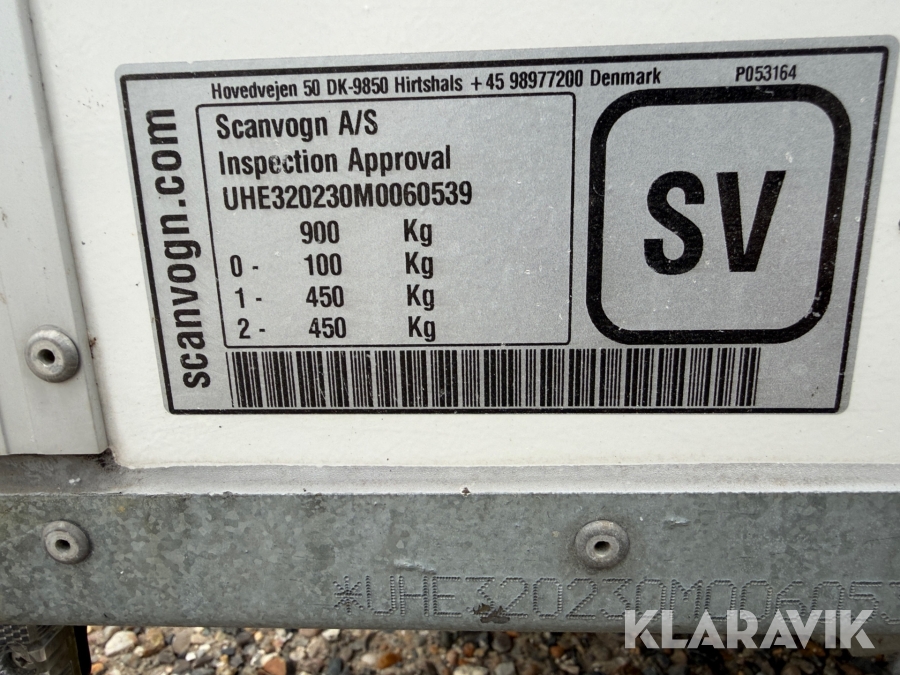 Hovedvejen 50 DK-9850 Hirtshals +45 98977200 Denmark P053164
scanvogn.com
Scanvogn A/S
Inspection Approval
UHE320230M0060539
900 Kg
0 - 100 Kg
1 - 450 Kg
2 - 450 Kg
SV
*UHE320230M006053
KLARAVIK